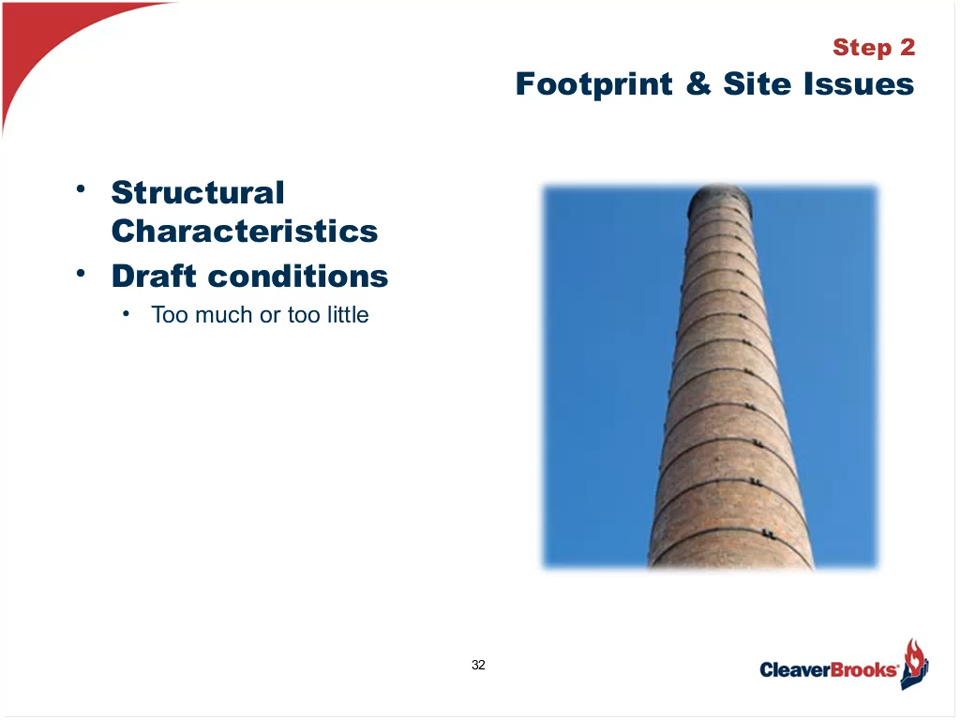 Step 2
Footprint & Site Issues
• Structural
Characteristics
• Draft conditions
• Too much or too little
32
CleaverBrooks